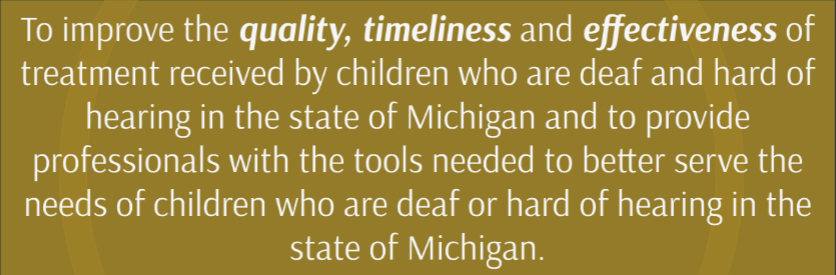 To improve the quality, timeliness and effectiveness of
treatment received by children who are deaf and hard of
hearing in the state of Michigan and to provide
professionals with the tools needed to better serve the
needs of children who are deaf or hard of hearing in the
state of Michigan.